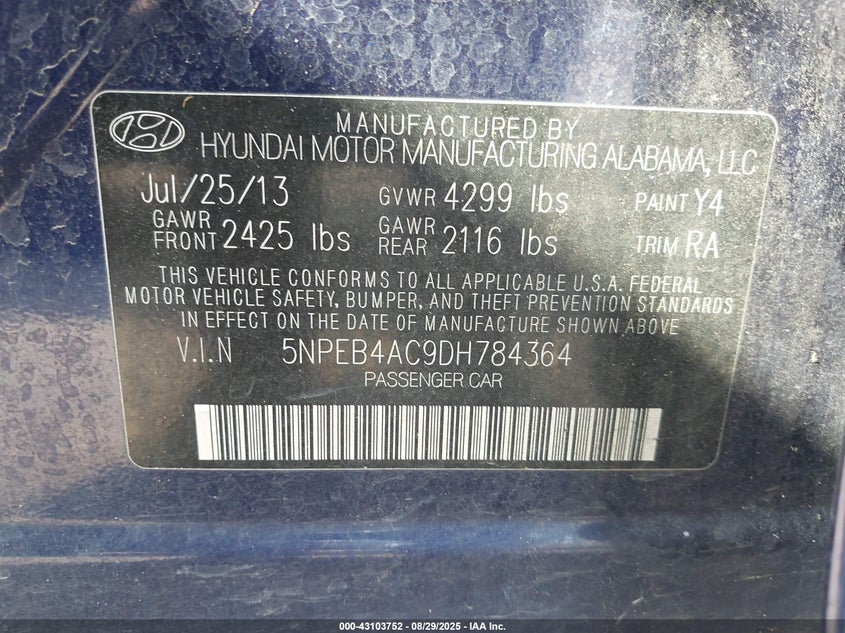 MANUFACTURED BY
HYUNDAI MOTOR MANUFACTURING ALABAMA, LLC
Jul/25/13 GVWR 4299 lbs PAINT Y4
GAWR FRONT 2425 lbs GAWR REAR 2116 lbs TRIM RA
THIS VEHICLE CONFORMS TO ALL APPLICABLE U.S.A. FEDERAL
MOTOR VEHICLE SAFETY, BUMPER, AND THEFT PREVENTION STANDARDS
IN EFFECT ON THE DATE OF MANUFACTURE SHOWN ABOVE
V.I.N 5NPEB4AC9DH784364
PASSENGER CAR
000-43103752 - 08/29/2025 - IAA Inc.